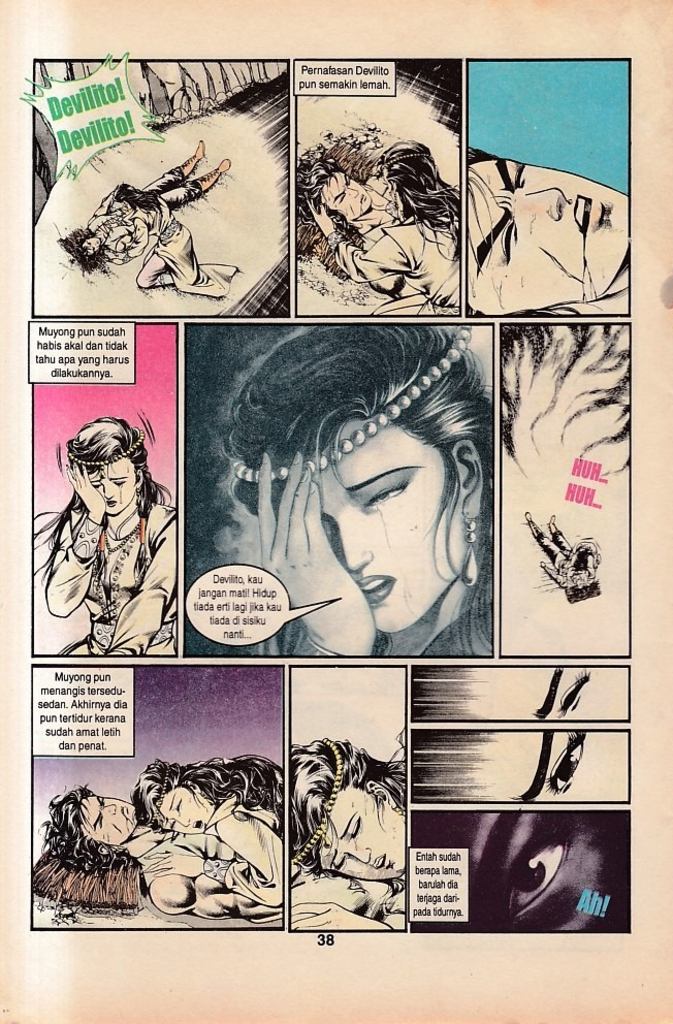 Devilito!
Devilito!
Pernafasan Devilito
pun semakin lemah.
Muyong pun sudah
habis akal dan tidak
tahu apa yang harus
dilakukannya.
Devilito, kau
jangan mati! Hidup
tiada erti lagi jika kau
tiada di sisiku
nanti...
HUH...
HUH...
Muyong pun
menangis tersedu-
sedan. Akhirnya dia
pun tertidur kerana
sudah amat letih
dan penat.
Entah sudah
berapa lama,
barulah dia
terjaga dari-
pada tidurnya.
Ah!
38